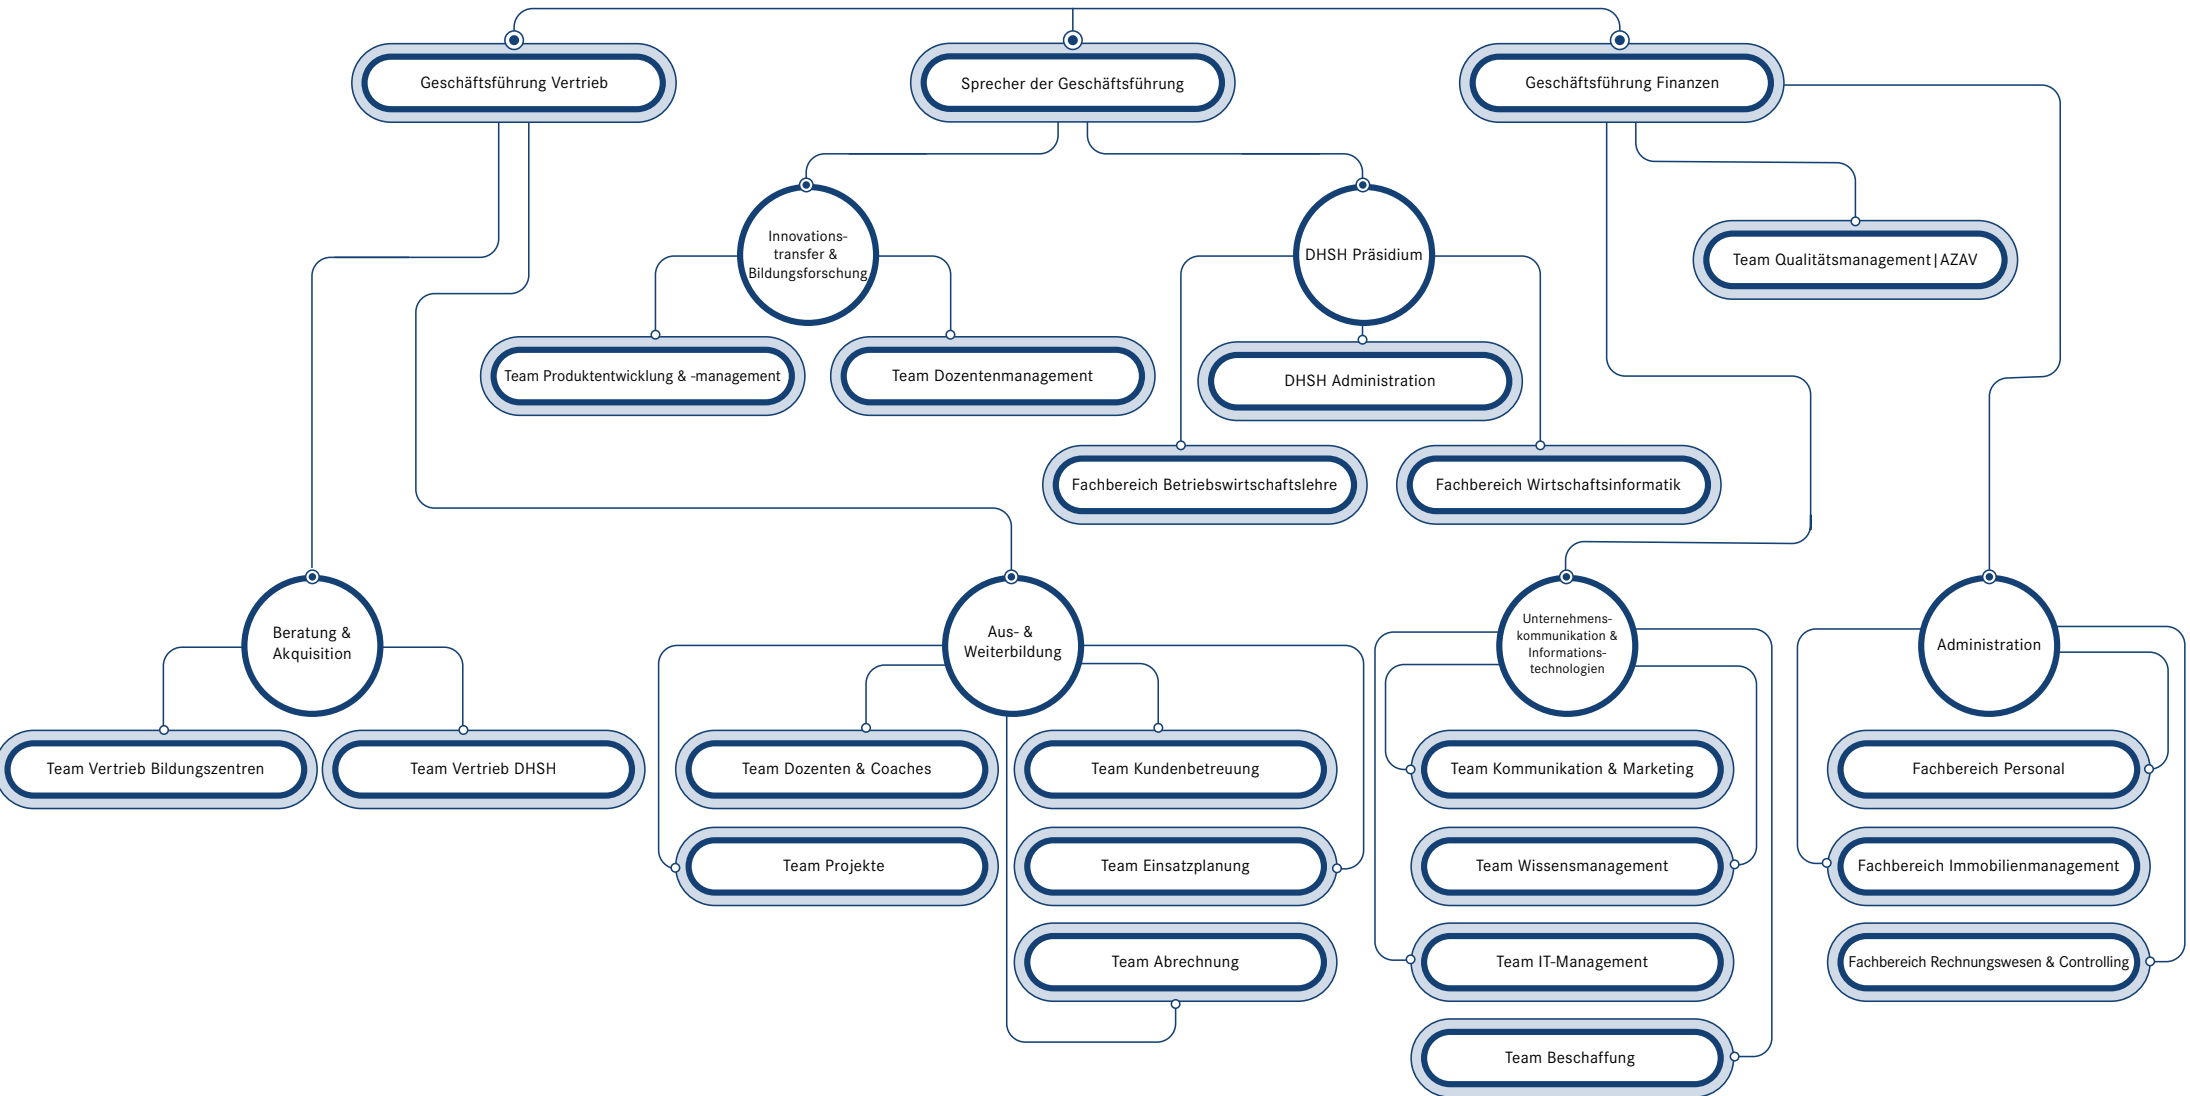 Geschäftsführung Vertrieb
Sprecher der Geschäftsführung
Geschäftsführung Finanzen
Innovations-
transfer &
Bildungsforschung
DHSH Präsidium
Team Qualitätsmanagement|AZAV
Team Produktentwicklung & -management
Team Dozentenmanagement
DHSH Administration
Fachbereich Betriebswirtschaftslehre
Fachbereich Wirtschaftsinformatik
Beratung &
Akquisition
Aus- &
Weiterbildung
Unternehmens-
kommunikation &
Informations-
technologien
Administration
Team Vertrieb Bildungszentren
Team Vertrieb DHSH
Team Dozenten & Coaches
Team Kundenbetreuung
Team Kommunikation & Marketing
Fachbereich Personal
Team Projekte
Team Einsatzplanung
Team Wissensmanagement
Fachbereich Immobilienmanagement
Team Abrechnung
Team IT-Management
Fachbereich Rechnungswesen & Controlling
Team Beschaffung